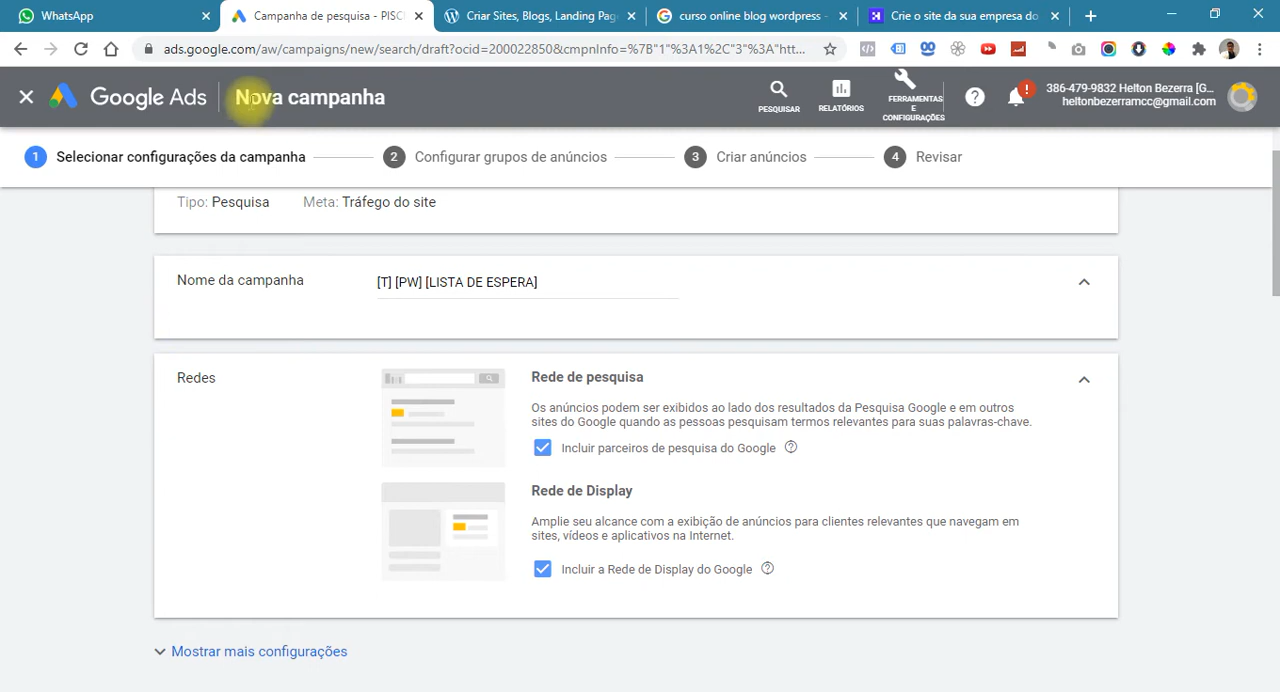 WhatsApp
Campanha de pesquisa - PISC
Criar Sites, Blogs, Landing Pag
curso online blog wordpress -
Crie o site da sua empresa do
ads.google.com/aw/campaigns/new/search/draft?ocid=200022850&cmpnInfo=%7B"1"%3A1%2C"3"%3A"htt...
Google Ads
Nova campanha
PESQUISAR
RELATÓRIOS
FERRAMENTAS
E
CONFIGURAÇÕES
386-479-9832 Helton Bezerra [G...
heltonbezerramcc@gmail.com
1 Selecionar configurações da campanha
2 Configurar grupos de anúncios
3 Criar anúncios
4 Revisar
Tipo: Pesquisa
Meta: Tráfego do site
Nome da campanha
[T] [PW] [LISTA DE ESPERA]
Redes
Rede de pesquisa
Os anúncios podem ser exibidos ao lado dos resultados da Pesquisa Google e em outros
sites do Google quando as pessoas pesquisam termos relevantes para suas palavras-chave.
Incluir parceiros de pesquisa do Google
Rede de Display
Amplie seu alcance com a exibição de anúncios para clientes relevantes que navegam em
sites, vídeos e aplicativos na Internet.
Incluir a Rede de Display do Google
Mostrar mais configurações